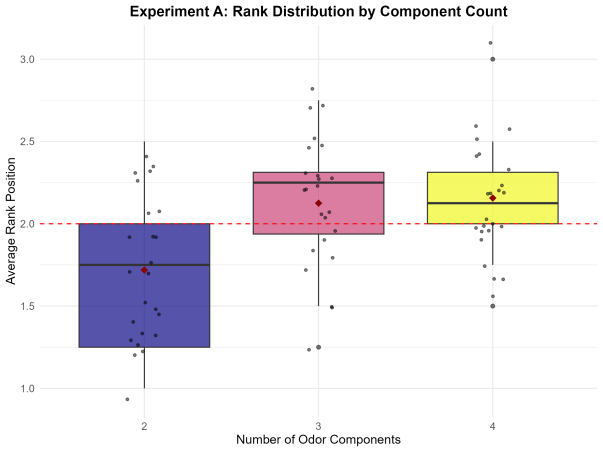 Experiment A: Rank Distribution by Component Count
Average Rank Position
3.0
2.5
2.0
1.5
1.0
2
3
4
Number of Odor Components